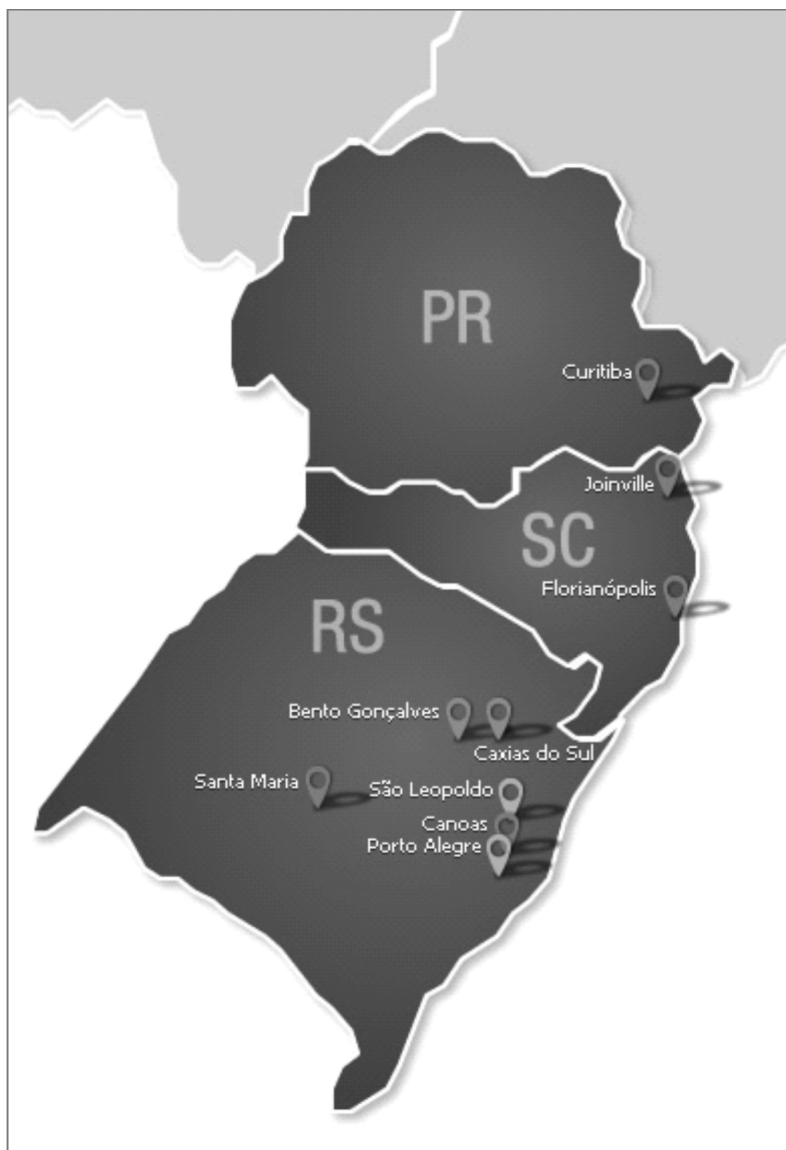 PR
Curitiba
Joinville
SC
Florianópolis
RS
Bento Gonçalves
Caxias do Sul
Santa Maria
São Leopoldo
Canoas
Porto Alegre